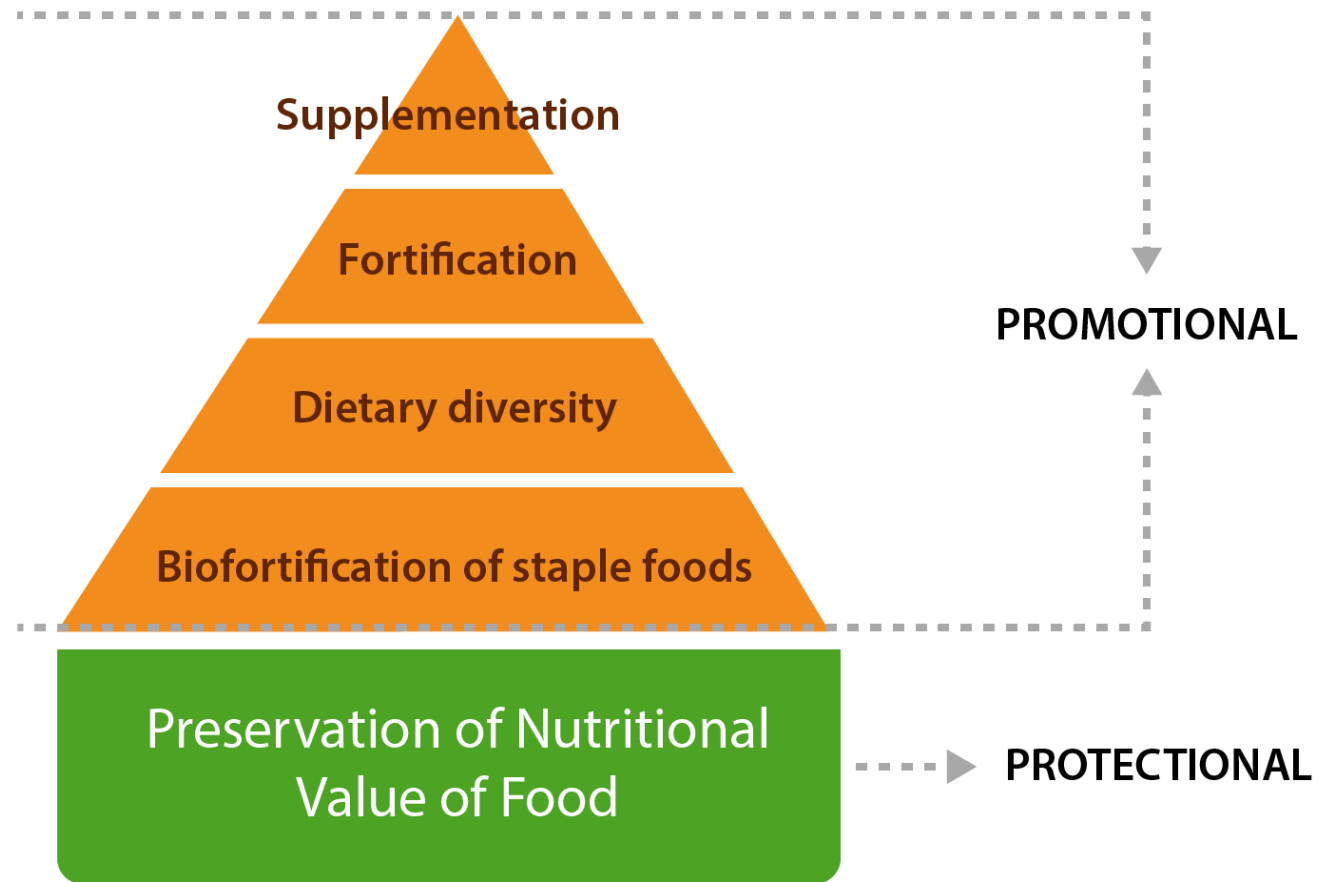 Supplementation
Fortification
Dietary diversity
Biofortification of staple foods
PROMOTIONAL
Preservation of Nutritional
Value of Food
PROTECTIONAL